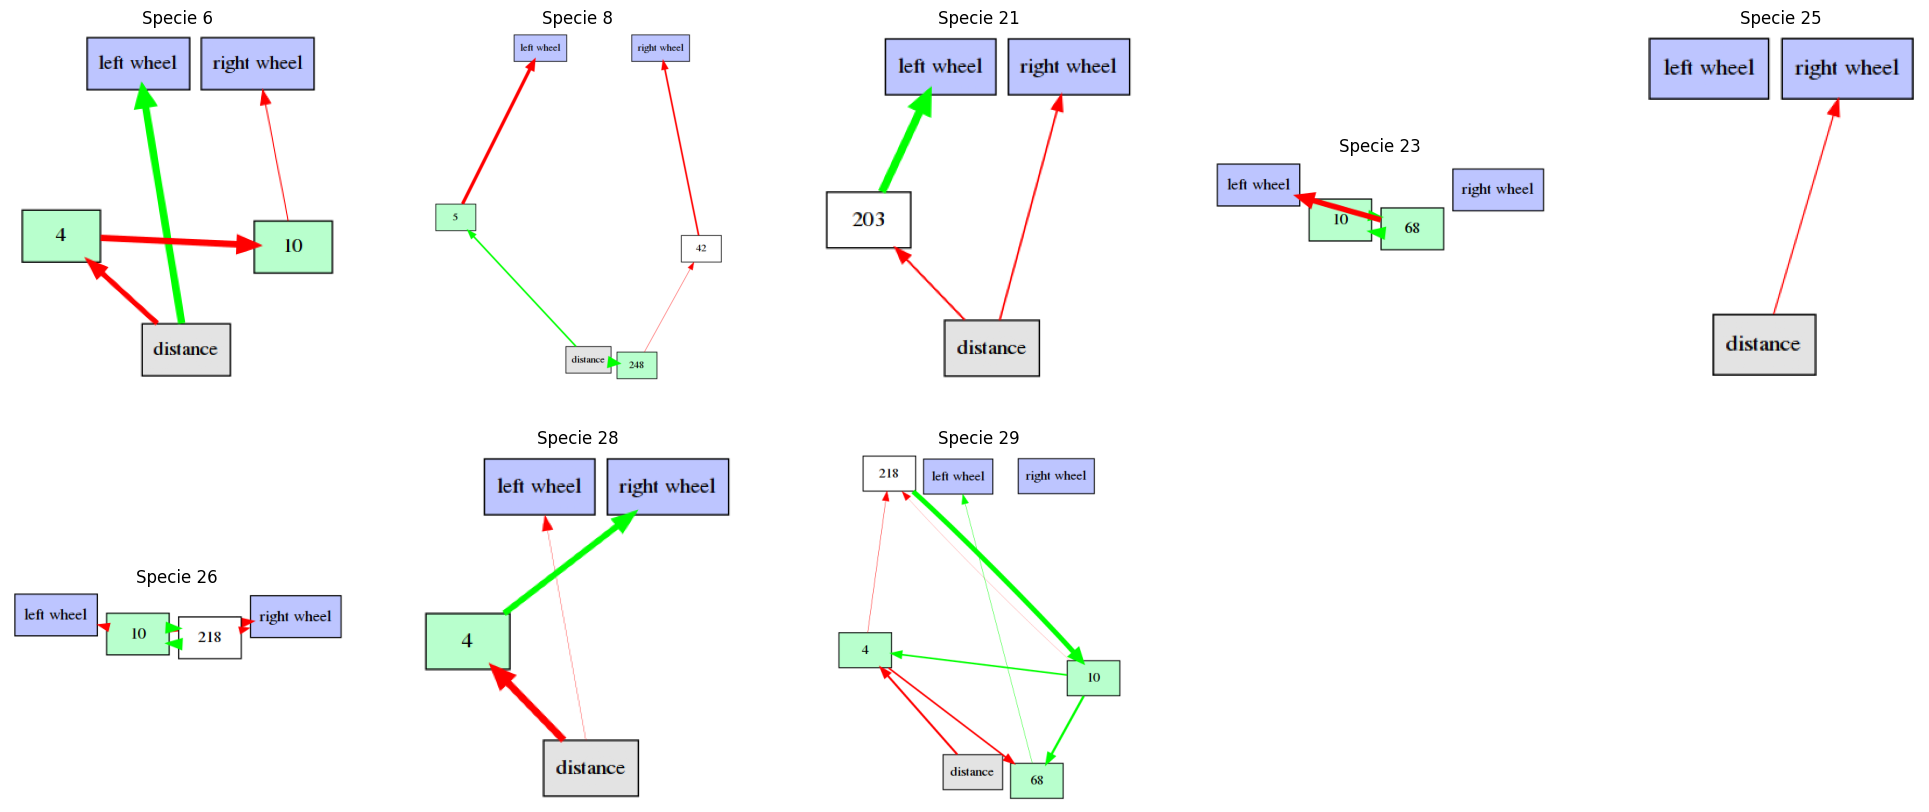 Specie 6
left wheel
right wheel
4
10
distance
Specie 8
left wheel
right wheel
5
42
distance
248
Specie 21
left wheel
right wheel
203
distance
Specie 23
left wheel
right wheel
10
68
Specie 25
left wheel
right wheel
distance
Specie 26
left wheel
10
218
right wheel
Specie 28
left wheel
right wheel
4
distance
Specie 29
218
left wheel
right wheel
4
10
distance
68